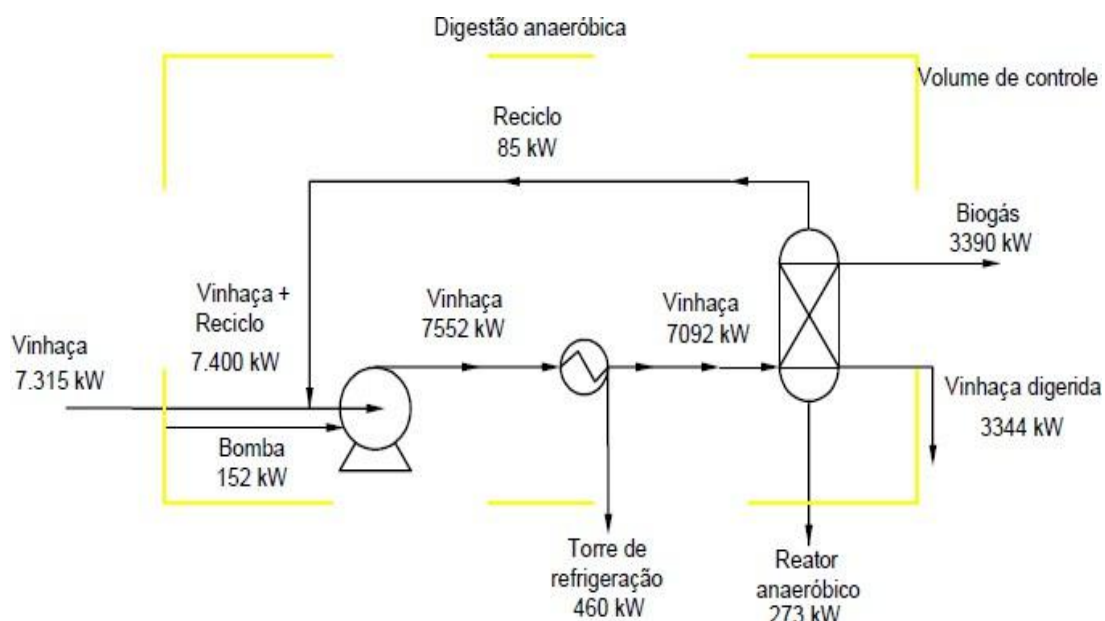 Digestão anaeróbica
Volume de controle
Reciclo
85 kW
Biogás
3390 kW
Vinhaça +
Reciclo
7.400 kW
Vinhaça
7552 kW
Vinhaça
7092 kW
Vinhaça
7.315 kW
Bomba
152 kW
Vinhaça digerida
3344 kW
Torre de
refrigeração
460 kW
Reator
anaeróbico
273 kW